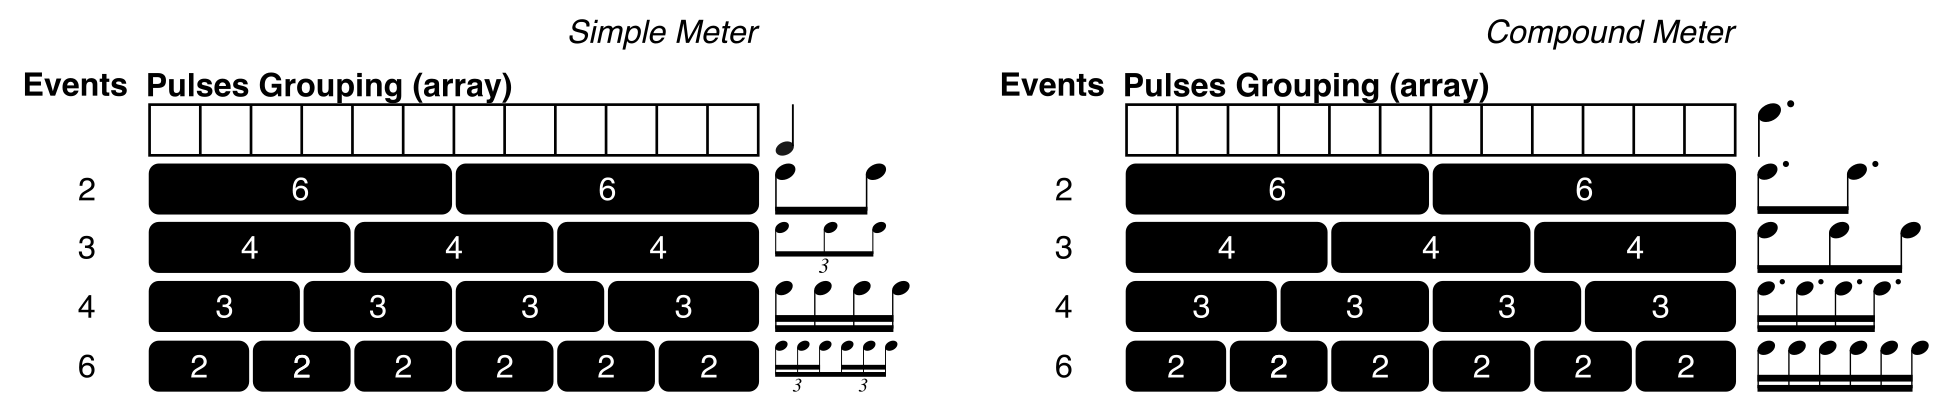 Simple Meter
Events Pulses Grouping (array)
2 6 6
3 4 4 4
3
4 3 3 3 3
6 2 2 2 2 2 2
3 3
Compound Meter
Events Pulses Grouping (array)
2 6 6
3 4 4 4
4 3 3 3 3
6 2 2 2 2 2 2